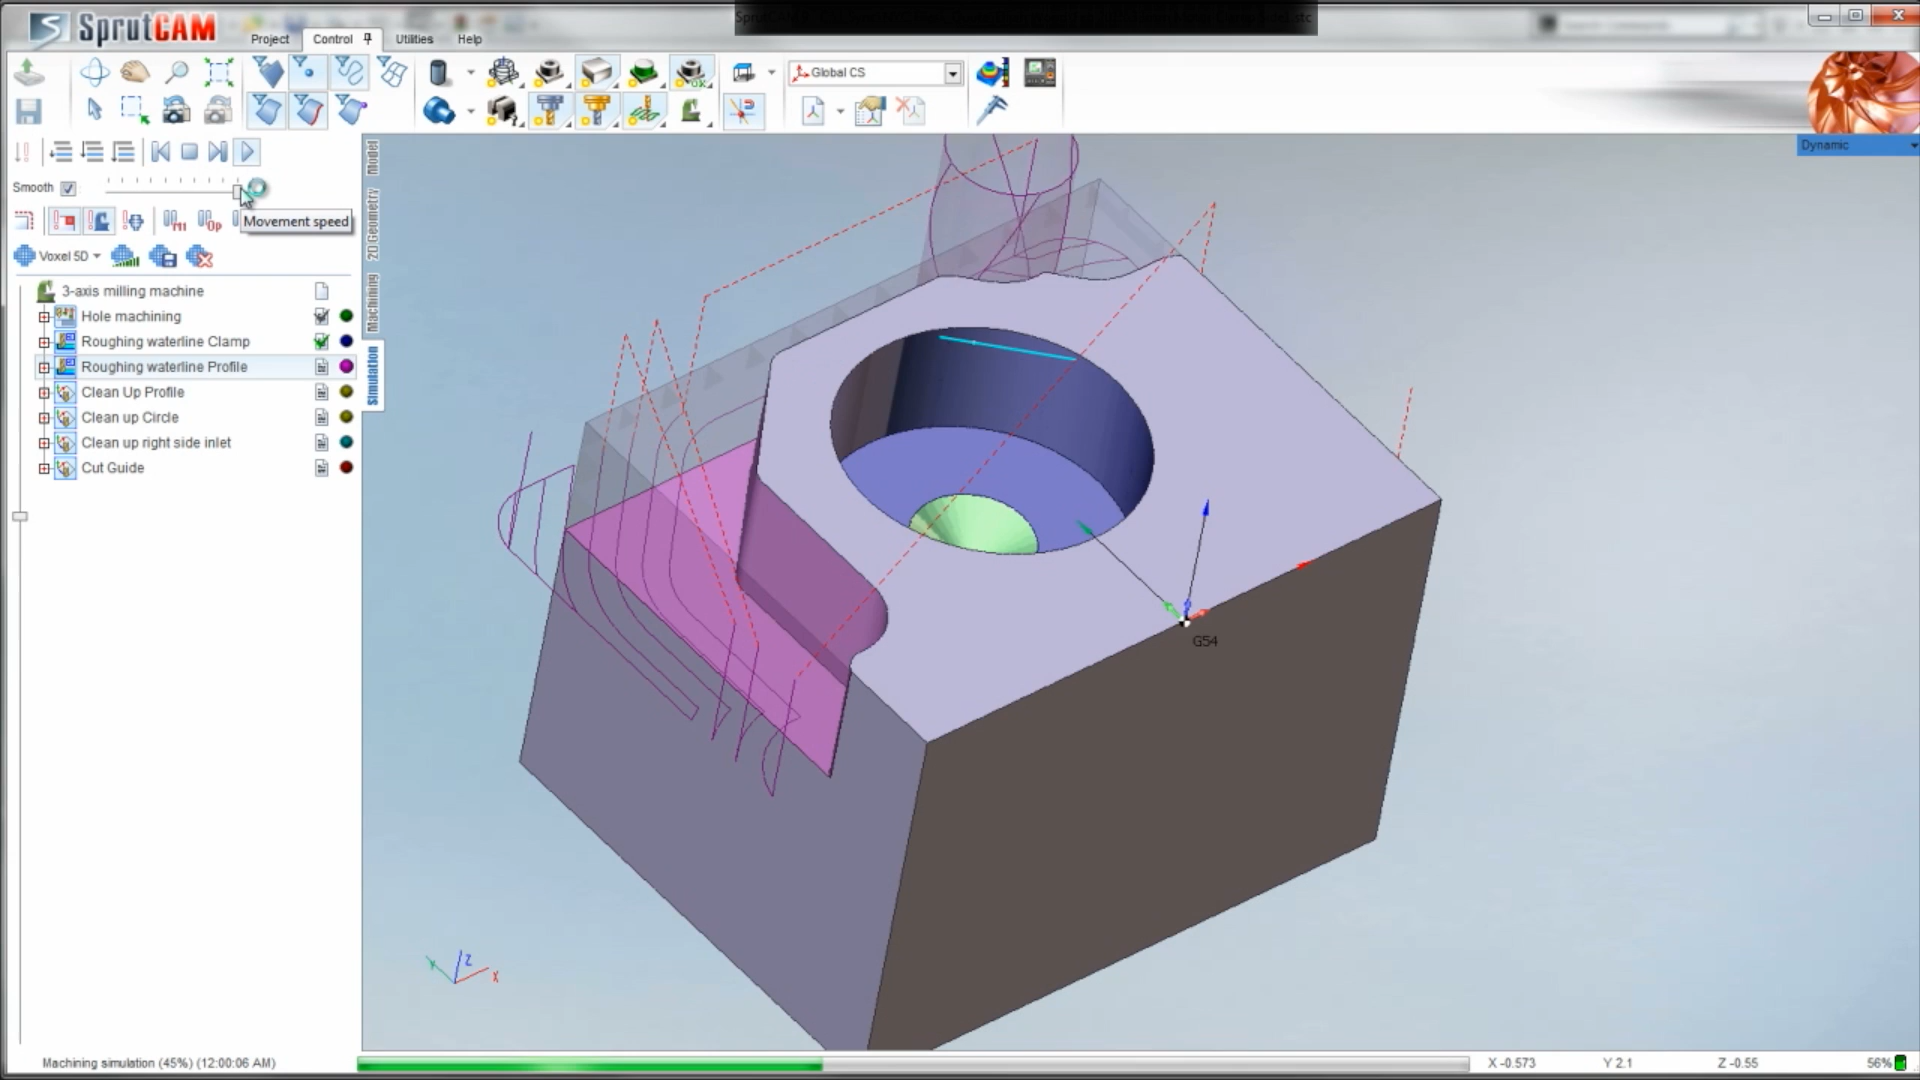 SprutCAM
Project Control Utilities Help
Global CS
Dynamic
Smooth
Movement speed
Voxel 5D
3-axis milling machine
Hole machining
Roughing waterline Clamp
Roughing waterline Profile
Clean Up Profile
Clean up Circle
Clean up right side inlet
Cut Guide
Model
2D Geometry
Machining
Simulation
G54
Z
Y
X
Machining simulation (45%) (12:00:06 AM)
X -0.573 Y 2.1 Z -0.55 56%